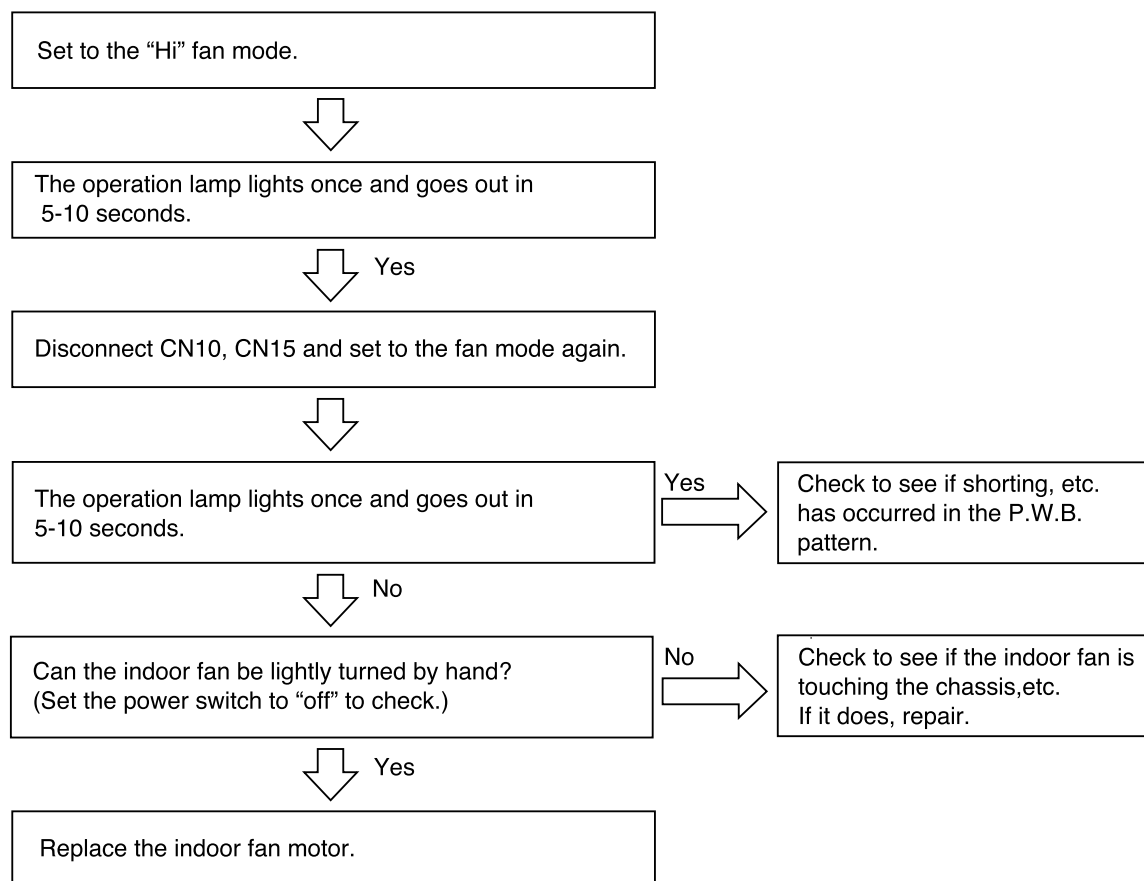 Set to the “Hi” fan mode.
The operation lamp lights once and goes out in
5-10 seconds.
Yes
Disconnect CN10, CN15 and set to the fan mode again.
The operation lamp lights once and goes out in
5-10 seconds.
Yes
Check to see if shorting, etc.
has occurred in the P.W.B.
pattern.
No
Can the indoor fan be lightly turned by hand?
(Set the power switch to “off” to check.)
No
Check to see if the indoor fan is
touching the chassis,etc.
If it does, repair.
Yes
Replace the indoor fan motor.